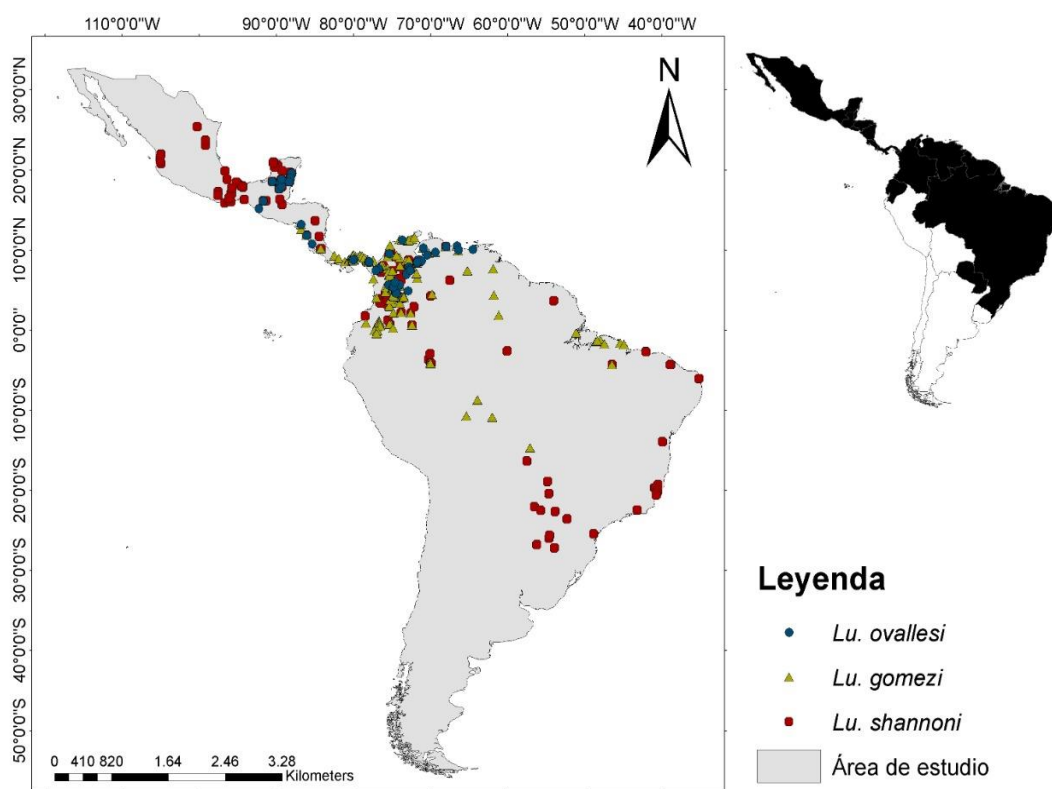 110°0'0"W 90°0'0"W 80°0'0"W 70°0'0"W 60°0'0"W 50°0'0"W 40°0'0"W
N
30°0'0"N
20°0'0"N
10°0'0"N
0°0'0"
10°0'0"S
20°0'0"S
30°0'0"S
40°0'0"S
50°0'0"S
0 410 820 1.64 2.46 3.28
Kilometers
Leyenda
Lu. ovallesi
Lu. gomezi
Lu. shannoni
Área de estudio